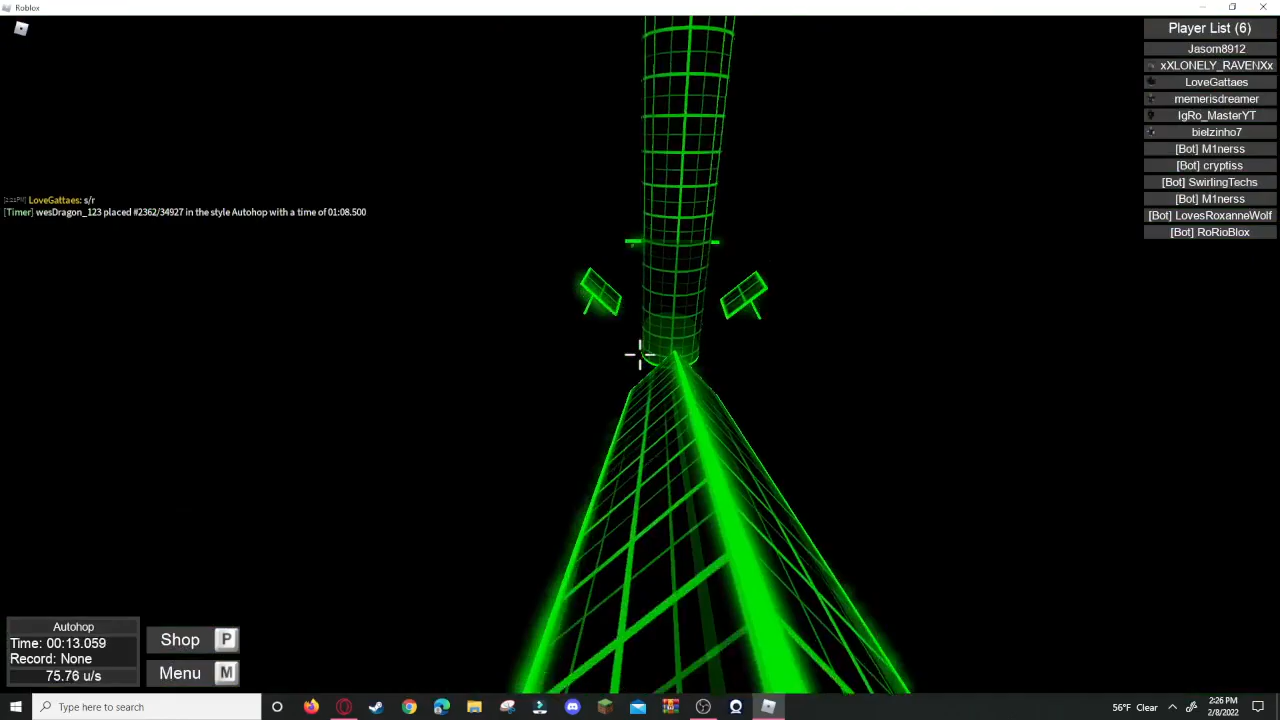 Roblox
Player List (6)
Jasom8912
xXLONELY_RAVENXx
LoveGattaes
memerisdreamer
IgRo_MasterYT
bielzinho7
[Bot] M1nerss
[Bot] cryptiss
[Bot] SwirlingTechs
[Bot] M1nerss
[Bot] LovesRoxanneWolf
[Bot] RoRioBlox
[2:21PM] LoveGattaes: s/r
[Timer] wesDragon_123 placed #2362/34927 in the style Autohop with a time of 01:08.500
Autohop
Time: 00:13.059
Record: None
75.76 u/s
Shop P
Menu M
Type here to search
56°F Clear
2:26 PM
2/8/2022